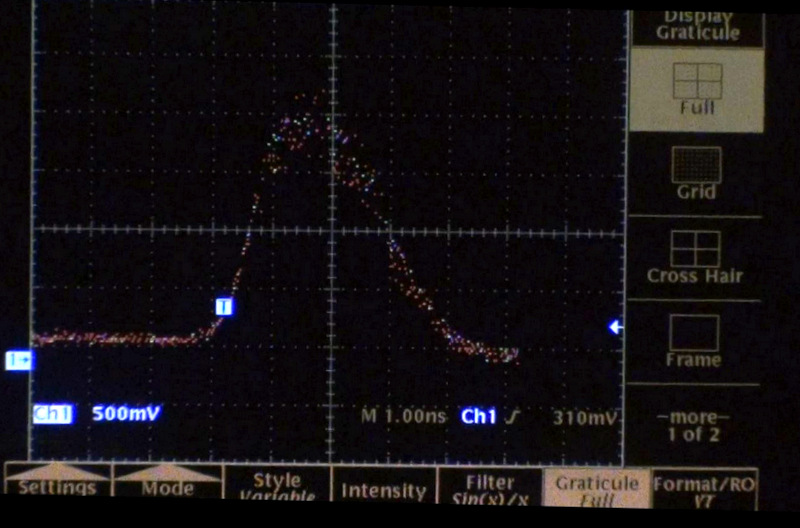 Display
Graticule
Full
Grid
Cross Hair
Frame
-more-
1 of 2
T
1→
Ch1 500mV M 1.00ns Ch1 ƒ 310mV
Settings
Mode
Style
Variable
Intensity
Filter
Sin(x)/x
Graticule
Full
Format/RO
YT